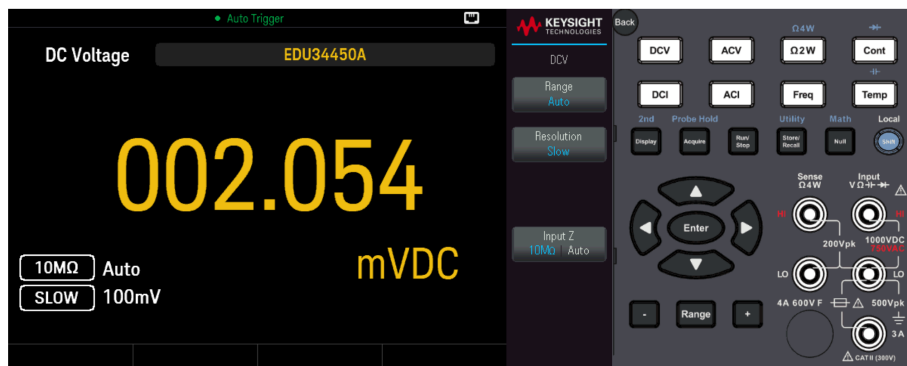 Auto Trigger
DC Voltage
EDU34450A
002.054
mVDC
10MΩ Auto
SLOW 100mV
KEYSIGHT
TECHNOLOGIES
DCV
Range
Auto
Resolution
Slow
Input Z
10MΩ Auto
Back
Ω4W
DCV ACV Ω2W Cont
DCI ACI Freq Temp
2nd Probe Hold Utility Math Local
Display Acquire Run/Stop Store/Recall Null Shift
Enter
- Range +
Sense
Ω4W
Input
VΩ
HI HI
200Vpk
1000VDC
750VAC
LO LO
4A 600V F
500Vpk
3A
CAT II (300V)